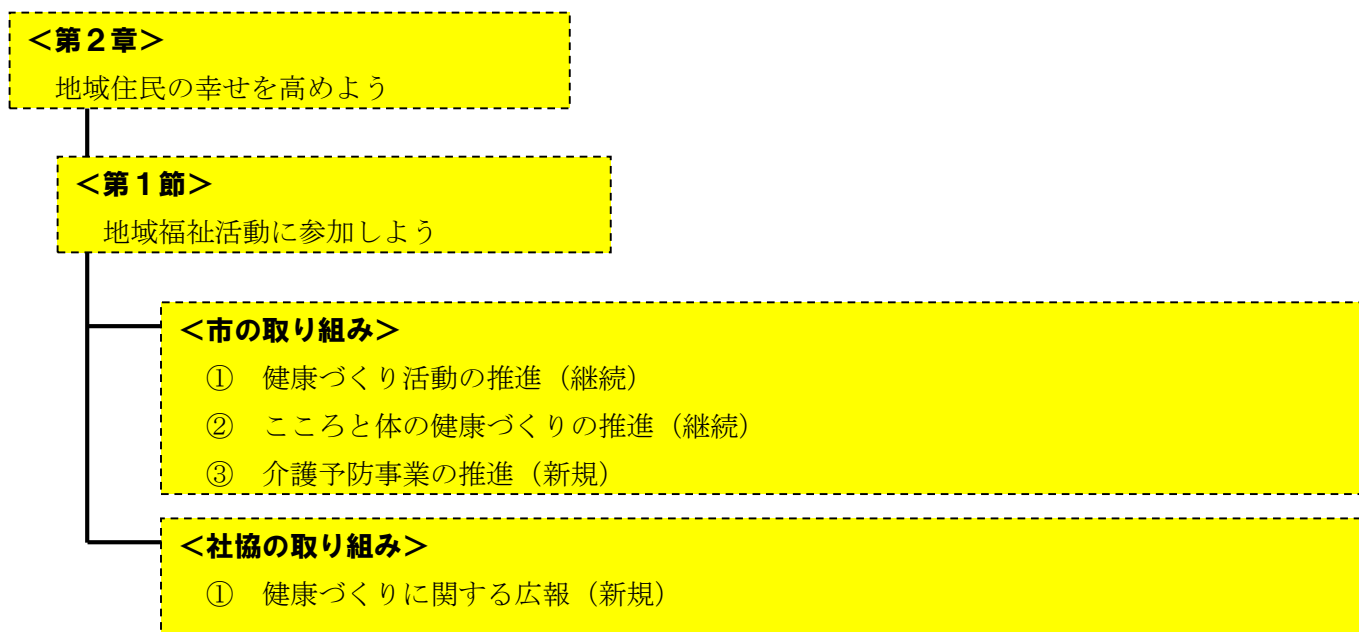 ＜第２章＞
地域住民の幸せを高めよう
＜第１節＞
地域福祉活動に参加しよう
＜市の取り組み＞
① 健康づくり活動の推進（継続）
② こころと体の健康づくりの推進（継続）
③ 介護予防事業の推進（新規）
＜社協の取り組み＞
① 健康づくりに関する広報（新規）